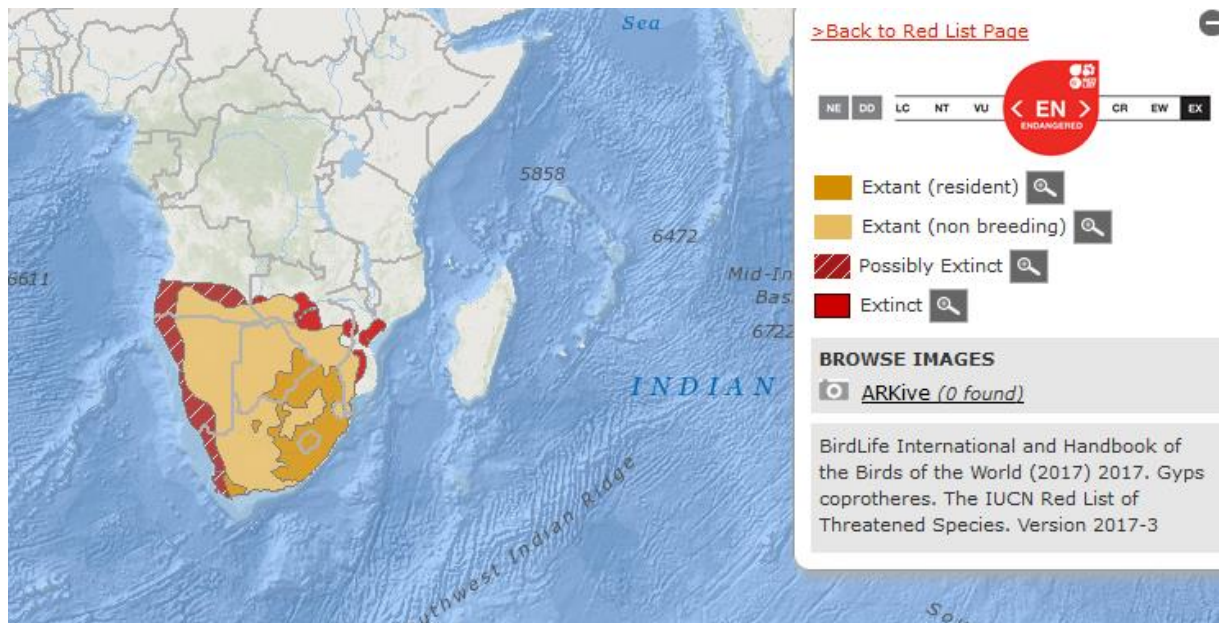 Sea
5858
6472
6611
Mid-In
Bas
6722
INDIAN
uthwest Indian Ridge
Sou
>Back to Red List Page
NE DD LC NT VU < EN > CR EW EX
ENDANGERED
Extant (resident)
Extant (non breeding)
Possibly Extinct
Extinct
BROWSE IMAGES
ARKive (0 found)
BirdLife International and Handbook of
the Birds of the World (2017) 2017. Gyps
coprotheres. The IUCN Red List of
Threatened Species. Version 2017-3